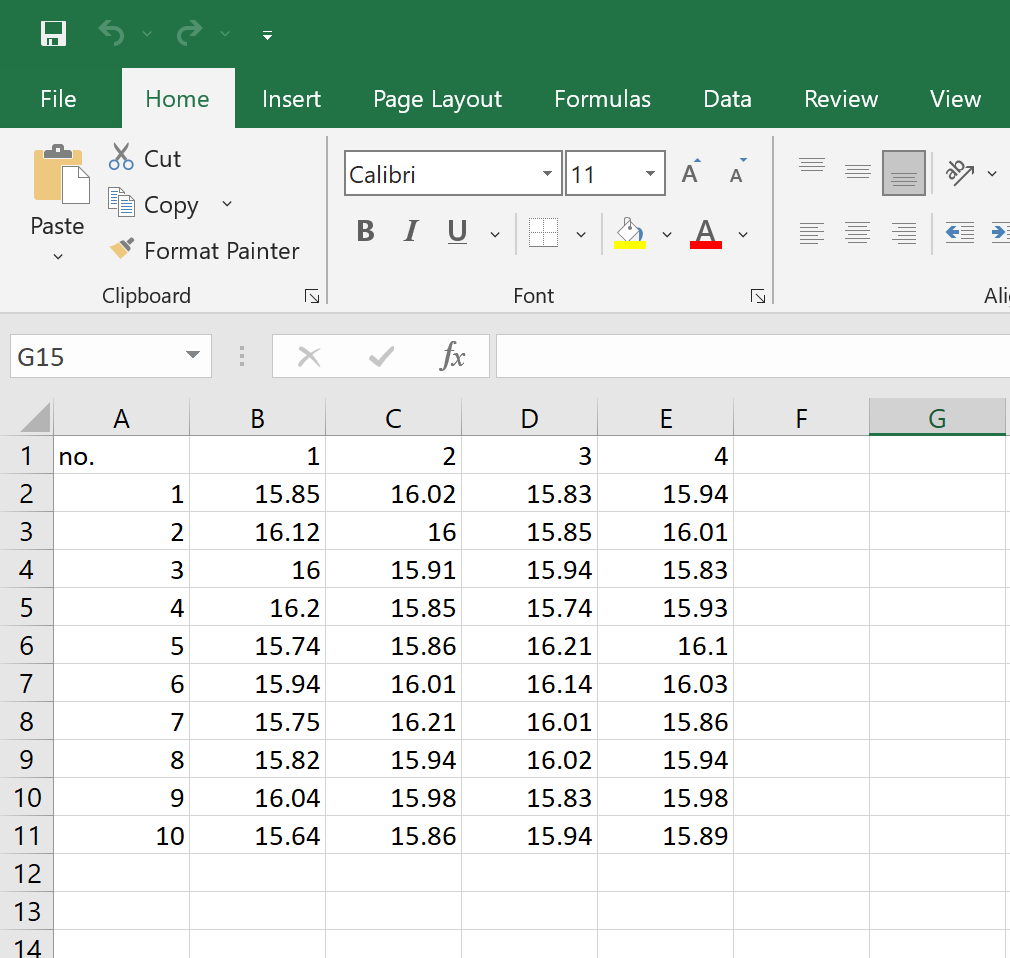 File Home Insert Page Layout Formulas Data Review View
Cut
Calibri 11 A A ab
Copy
Paste
B I U A
Format Painter
Clipboard Font Ali
G15 fx
A B C D E F G
1 no. 1 2 3 4
2 1 15.85 16.02 15.83 15.94
3 2 16.12 16 15.85 16.01
4 3 16 15.91 15.94 15.83
5 4 16.2 15.85 15.74 15.93
6 5 15.74 15.86 16.21 16.1
7 6 15.94 16.01 16.14 16.03
8 7 15.75 16.21 16.01 15.86
9 8 15.82 15.94 16.02 15.94
10 9 16.04 15.98 15.83 15.98
11 10 15.64 15.86 15.94 15.89
12
13
14